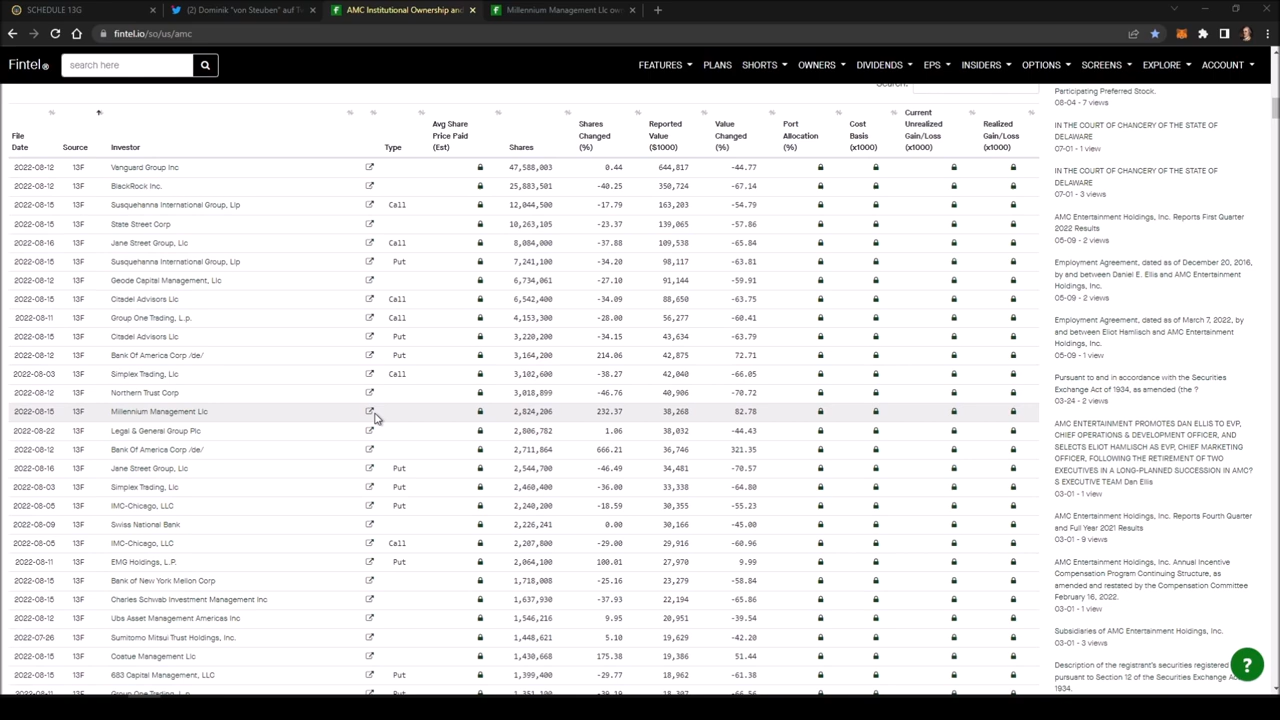 SCHEDULE 13G
(2) Dominik "von Steuben" auf T
AMC Institutional Ownership and
Millennium Management Llc ow
fintel.io/so/us/amc
Fintel®
search here
FEATURES
PLANS
SHORTS
OWNERS
DIVIDENDS
EPS
INSIDERS
OPTIONS
SCREENS
EXPLORE
ACCOUNT
File Date
Source
Investor
Type
Avg Share Price Paid (Est)
Shares
Shares Changed (%)
Reported Value ($1000)
Value Changed (%)
Port Allocation (%)
Cost Basis (x1000)
Current Unrealized Gain/Loss (x1000)
Realized Gain/Loss (x1000)
2022-08-12 13F Vanguard Group Inc 47,588,003 0.44 644,817 -44.77
2022-08-12 13F BlackRock Inc. 25,883,501 -40.25 350,724 -67.14
2022-08-15 13F Susquehanna International Group, Llp Call 12,044,500 -17.79 163,203 -54.79
2022-08-15 13F State Street Corp 10,263,105 -23.37 139,065 -57.86
2022-08-16 13F Jane Street Group, Llc Call 8,084,000 -37.88 109,538 -65.84
2022-08-15 13F Susquehanna International Group, Llp Put 7,241,100 -34.20 98,117 -63.81
2022-08-12 13F Geode Capital Management, Llc 6,734,061 -27.10 91,144 -59.91
2022-08-15 13F Citadel Advisors Llc Call 6,542,400 -34.09 88,650 -63.75
2022-08-11 13F Group One Trading, L.p. Call 4,153,300 -28.00 56,277 -60.41
2022-08-15 13F Citadel Advisors Llc Put 3,220,200 -34.15 43,634 -63.79
2022-08-12 13F Bank Of America Corp /de/ Put 3,164,200 214.06 42,875 72.71
2022-08-03 13F Simplex Trading, Llc Call 3,102,600 -38.27 42,040 -66.05
2022-08-12 13F Northern Trust Corp 3,018,899 -46.76 40,906 -70.72
2022-08-15 13F Millennium Management Llc 2,824,206 232.37 38,268 82.78
2022-08-22 13F Legal & General Group Plc 2,806,782 1.06 38,032 -44.43
2022-08-12 13F Bank Of America Corp /de/ 2,711,864 666.21 36,746 321.35
2022-08-16 13F Jane Street Group, Llc Put 2,544,700 -46.49 34,481 -70.57
2022-08-03 13F Simplex Trading, Llc Put 2,460,400 -36.00 33,338 -64.80
2022-08-05 13F IMC-Chicago, LLC Put 2,240,200 -18.59 30,355 -55.23
2022-08-09 13F Swiss National Bank 2,226,241 0.00 30,166 -45.00
2022-08-05 13F IMC-Chicago, LLC Call 2,207,800 -29.00 29,916 -60.96
2022-08-11 13F EMG Holdings, L.P. Put 2,064,100 100.01 27,970 9.99
2022-08-15 13F Bank of New York Mellon Corp 1,718,008 -25.16 23,279 -58.84
2022-08-15 13F Charles Schwab Investment Management Inc 1,637,930 -37.93 22,194 -65.86
2022-08-12 13F Ubs Asset Management Americas Inc 1,546,216 9.95 20,951 -39.54
2022-07-26 13F Sumitomo Mitsui Trust Holdings, Inc. 1,448,621 5.10 19,629 -42.20
2022-08-15 13F Coatue Management Llc 1,430,668 175.38 19,386 51.44
2022-08-15 13F 683 Capital Management, LLC Put 1,399,400 -29.77 18,962 -61.38
Participating Preferred Stock.
08-04 - 7 views
IN THE COURT OF CHANCERY OF THE STATE OF
DELAWARE
07-01 - 1 view
IN THE COURT OF CHANCERY OF THE STATE OF
DELAWARE
07-01 - 3 views
AMC Entertainment Holdings, Inc. Reports First Quarter
2022 Results
05-09 - 2 views
Employment Agreement, dated as of December 20, 2016,
by and between Daniel E. Ellis and AMC Entertainment
Holdings, Inc.
05-09 - 2 views
Employment Agreement, dated as of March 7, 2022, by
and between Eliot Hamlisch and AMC Entertainment
Holdings, Inc.
05-09 - 1 view
Pursuant to and in accordance with the Securities
Exchange Act of 1934, as amended (the ?
03-24 - 2 views
AMC ENTERTAINMENT PROMOTES DAN ELLIS TO EVP,
CHIEF OPERATIONS & DEVELOPMENT OFFICER, AND
SELECTS ELIOT HAMLISCH AS EVP, CHIEF MARKETING
OFFICER, FOLLOWING THE RETIREMENT OF TWO
EXECUTIVES IN A LONG-PLANNED SUCCESSION IN AMC?
S EXECUTIVE TEAM Dan Ellis
03-01 - 1 view
AMC Entertainment Holdings, Inc. Reports Fourth Quarter
and Full Year 2021 Results
03-01 - 9 views
AMC Entertainment Holdings, Inc. Annual Incentive
Compensation Program Continuing Structure, as
amended and restated by the Compensation Committee
February 16, 2022.
03-01 - 1 view
Subsidiaries of AMC Entertainment Holdings, Inc.
03-01 - 3 views
Description of the registrant's securities registered
pursuant to Section 12 of the Securities Exchange Act
1934.
?